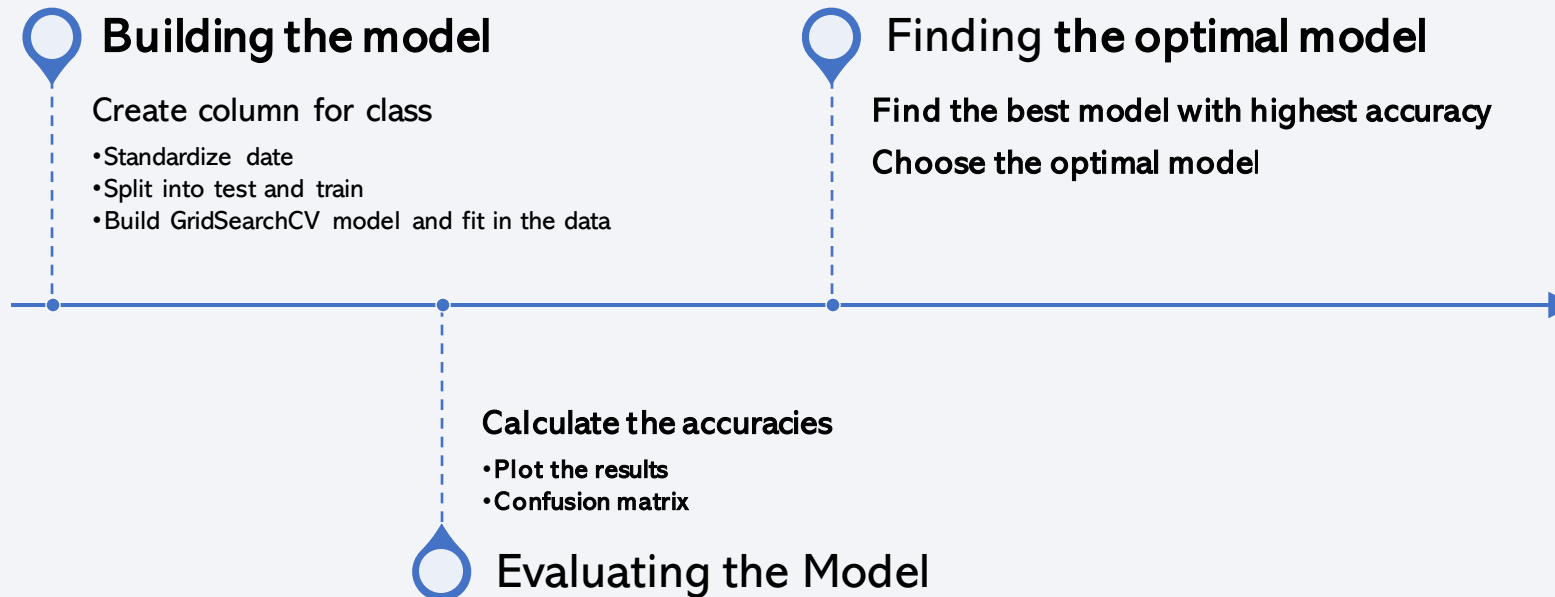 Building the model
Create column for class
•Standardize date
•Split into test and train
•Build GridSearchCV model and fit in the data
Calculate the accuracies
•Plot the results
•Confusion matrix
Evaluating the Model
Finding the optimal model
Find the best model with highest accuracy
Choose the optimal model